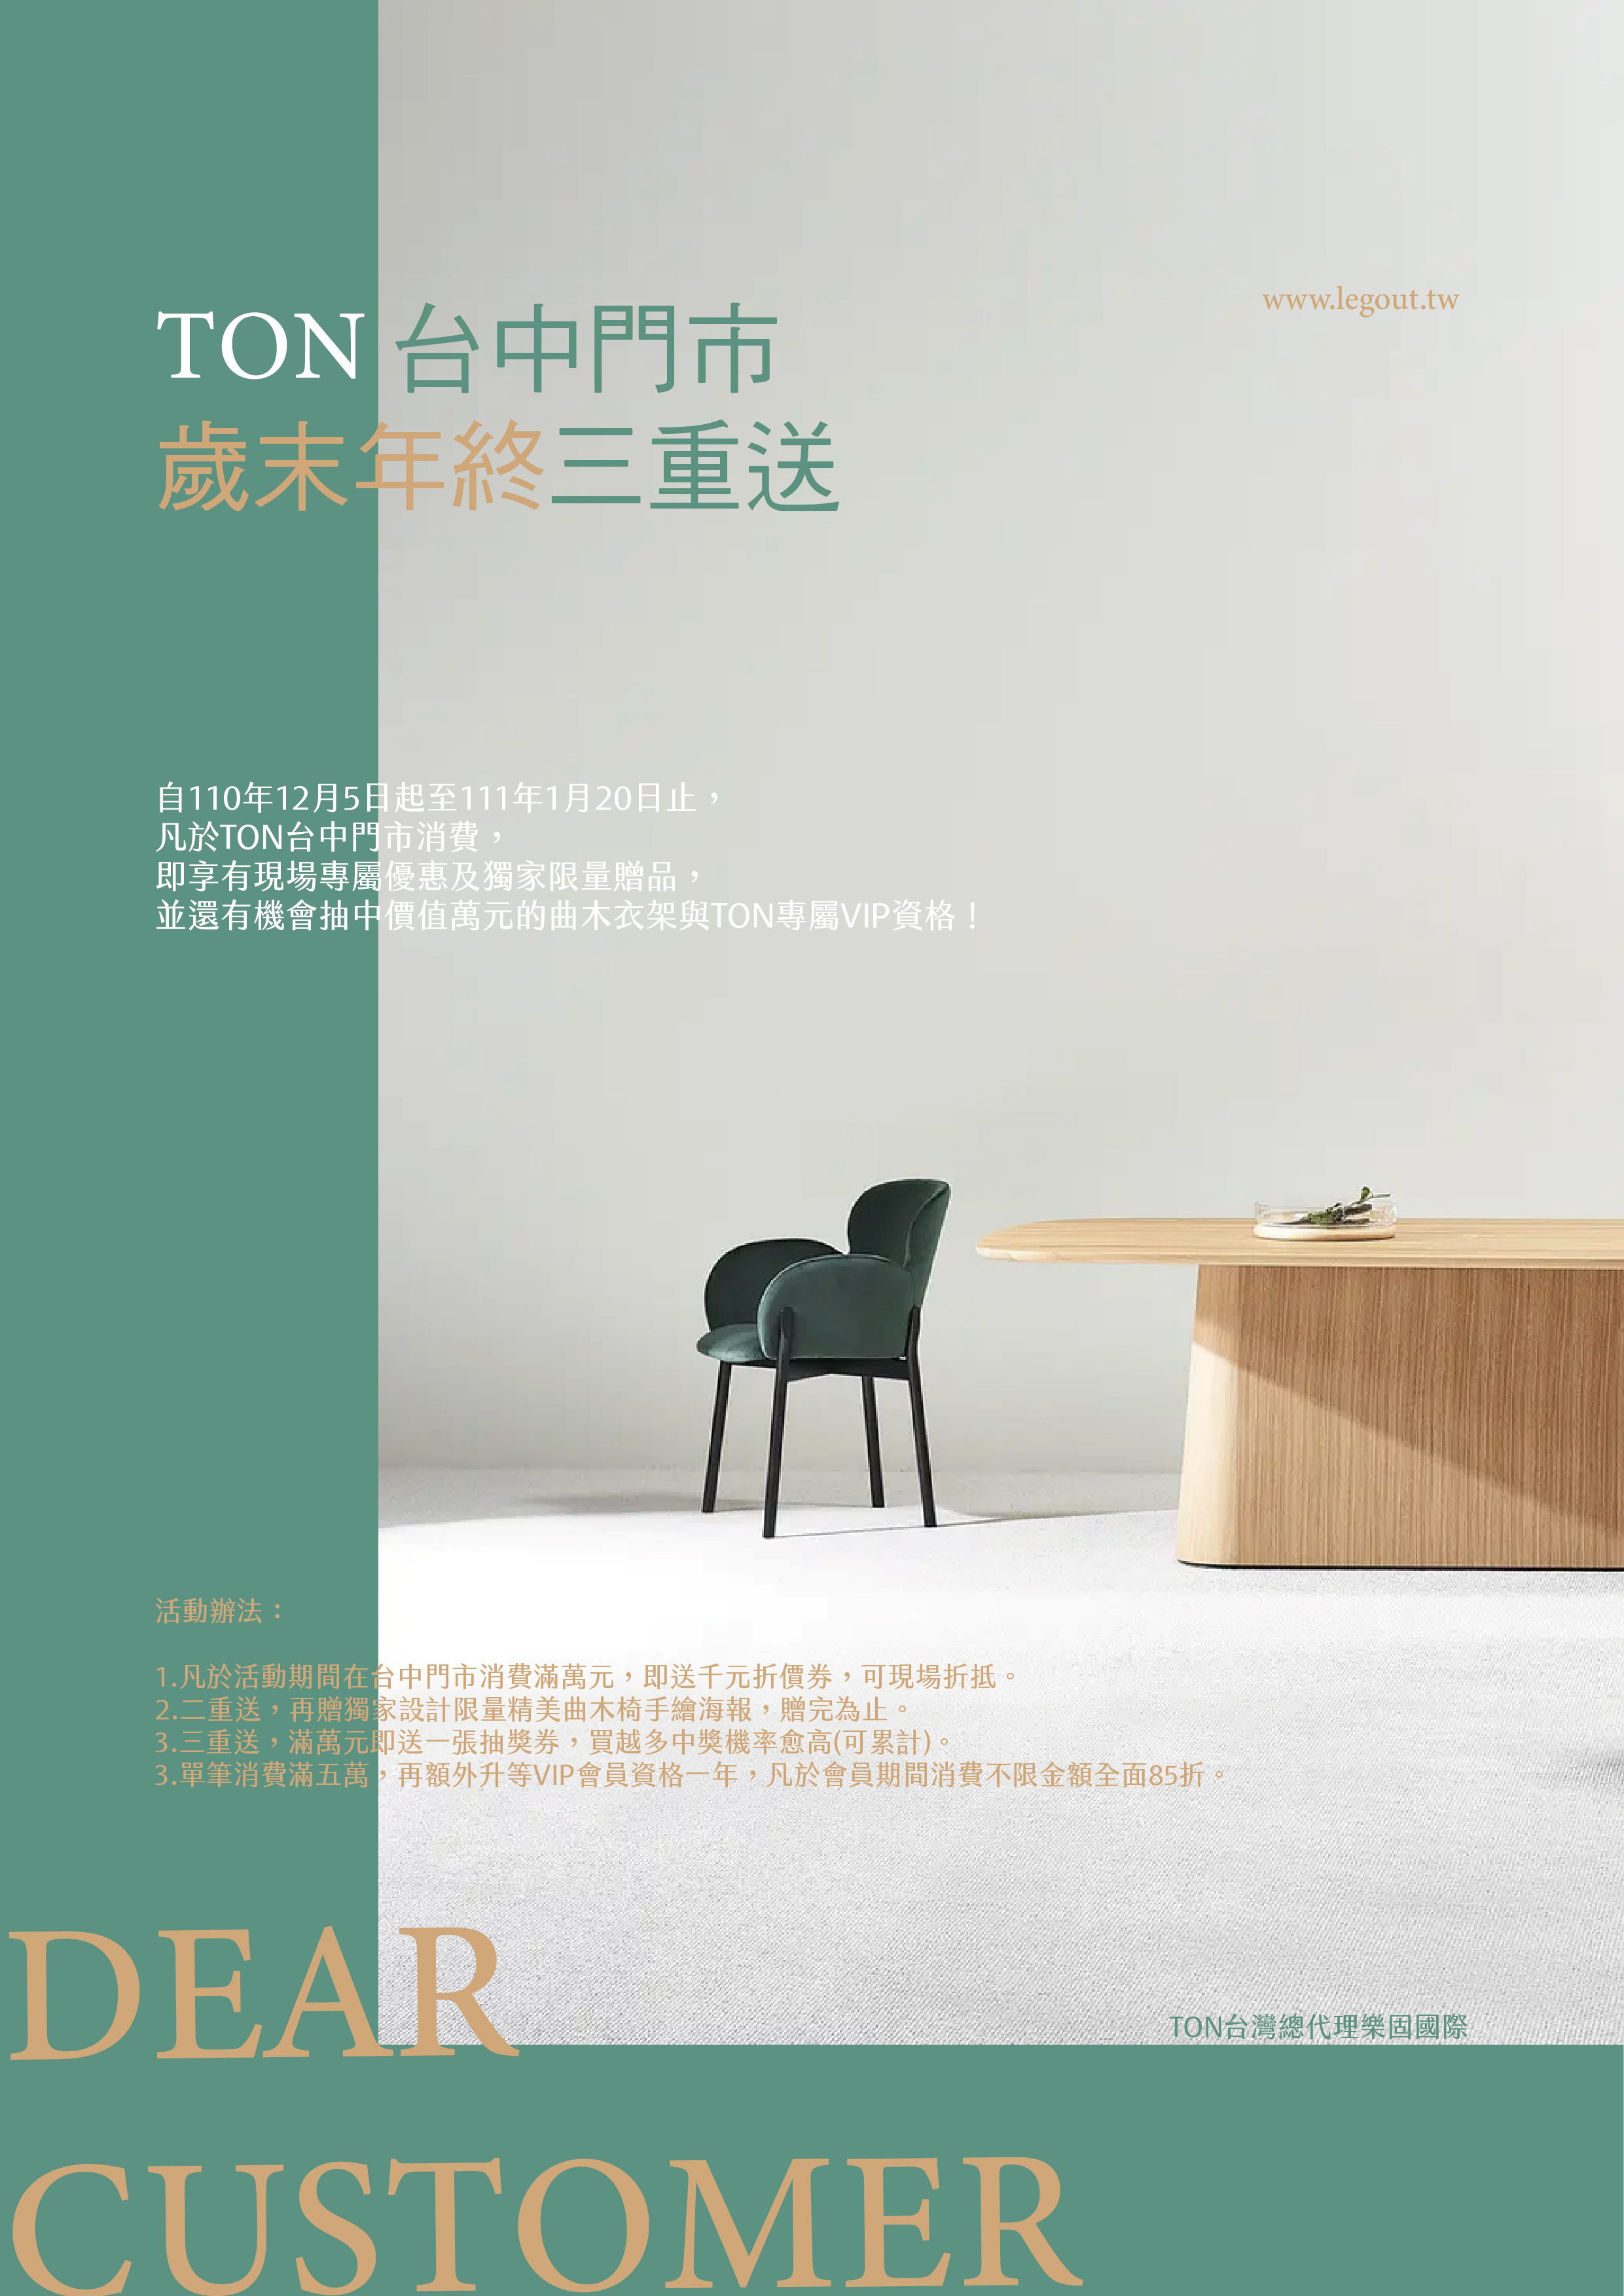 www.legout.tw
TON 台中門市
歲末年終三重送
自110年12月5日起至111年1月20日止，
凡於TON台中門市消費，
即享有現場專屬優惠及獨家限量贈品，
並還有機會抽中價值萬元的曲木衣架與TON專屬VIP資格！
活動辦法：
1.凡於活動期間在台中門市消費滿萬元，即送千元折價券，可現場折抵。
2.二重送，再贈獨家設計限量精美曲木椅手繪海報，贈完為止。
3.三重送，滿萬元即送一張抽獎券，買越多中獎機率愈高(可累計)。
3.單筆消費滿五萬，再額外升等VIP會員資格一年，凡於會員期間消費不限金額全面85折。
DEAR
TON台灣總代理樂固國際
CUSTOMER